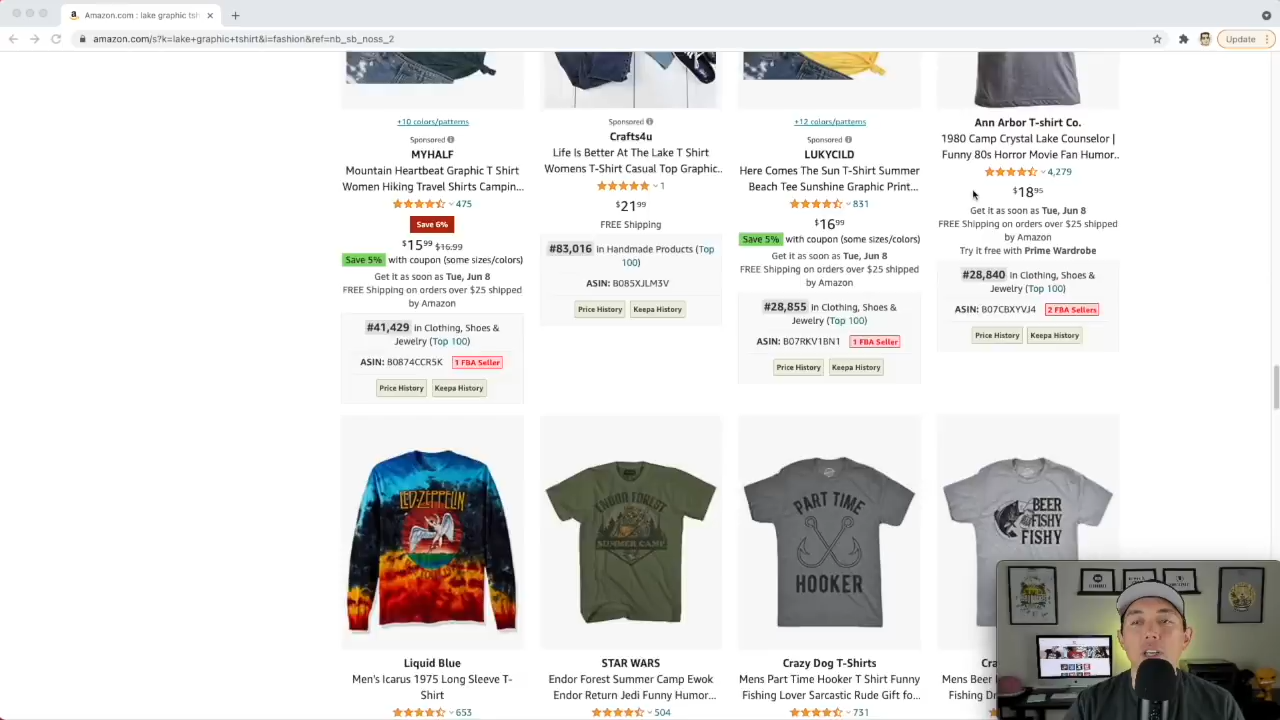 Amazon.com : lake graphic tsh
amazon.com/s?k=lake+graphic+tshirt&i=fashion&ref=nb_sb_noss_2
Update
+10 colors/patterns
Sponsored
MYHALF
Mountain Heartbeat Graphic T Shirt
Women Hiking Travel Shirts Campin...
475
Save 6%
$15.99 $16.99
Save 5% with coupon (some sizes/colors)
Get it as soon as Tue, Jun 8
FREE Shipping on orders over $25 shipped
by Amazon
#41,429 in Clothing, Shoes &
Jewelry (Top 100)
ASIN: B0874CCR5K 1 FBA Seller
Price History Keepa History
Sponsored
Crafts4u
Life Is Better At The Lake T Shirt
Womens T-Shirt Casual Top Graphic...
1
$21.99
FREE Shipping
#83,016 in Handmade Products (Top
100)
ASIN: B085XJLM3V
Price History Keepa History
+12 colors/patterns
Sponsored
LUKYCILD
Here Comes The Sun T-Shirt Summer
Beach Tee Sunshine Graphic Print...
831
$16.99
Save 5% with coupon (some sizes/colors)
Get it as soon as Tue, Jun 8
FREE Shipping on orders over $25 shipped
by Amazon
#28,855 in Clothing, Shoes &
Jewelry (Top 100)
ASIN: B07RKV1BN1 1 FBA Seller
Price History Keepa History
Ann Arbor T-shirt Co.
1980 Camp Crystal Lake Counselor |
Funny 80s Horror Movie Fan Humor...
4,279
$18.95
Get it as soon as Tue, Jun 8
FREE Shipping on orders over $25 shipped
by Amazon
Try it free with Prime Wardrobe
#28,840 in Clothing, Shoes &
Jewelry (Top 100)
ASIN: B07CBXYVJ4 2 FBA Sellers
Price History Keepa History
LED-ZEPPELIN
Liquid Blue
Men's Icarus 1975 Long Sleeve T-
Shirt
653
ENDOR FOREST
SUMMER CAMP
STAR WARS
Endor Forest Summer Camp Ewok
Endor Return Jedi Funny Humor...
504
PART TIME
HOOKER
Crazy Dog T-Shirts
Mens Part Time Hooker T Shirt Funny
Fishing Lover Sarcastic Rude Gift fo...
731
BEER
FISHY
FISHY
Cra
Mens Bee
Fishing Dr